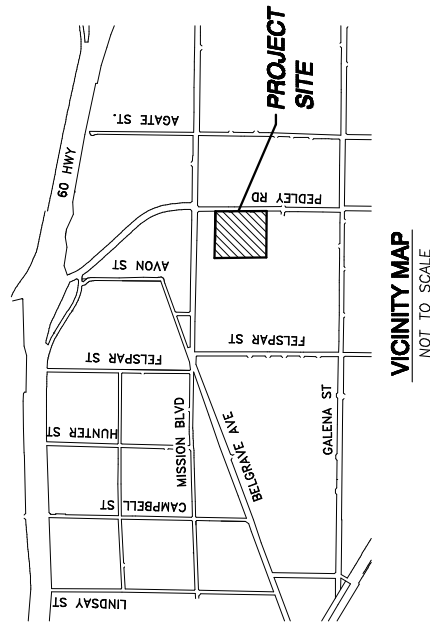 60 HWY
AGATE ST.
PROJECT
SITE
PEDLEY RD
AVON ST
FELSPAR ST
FELSPAR ST
HUNTER ST
MISSION BLVD
CAMPBELL ST
BELGRAVE AVE
GALENA ST
LINDSAY ST
VICINITY MAP
NOT TO SCALE